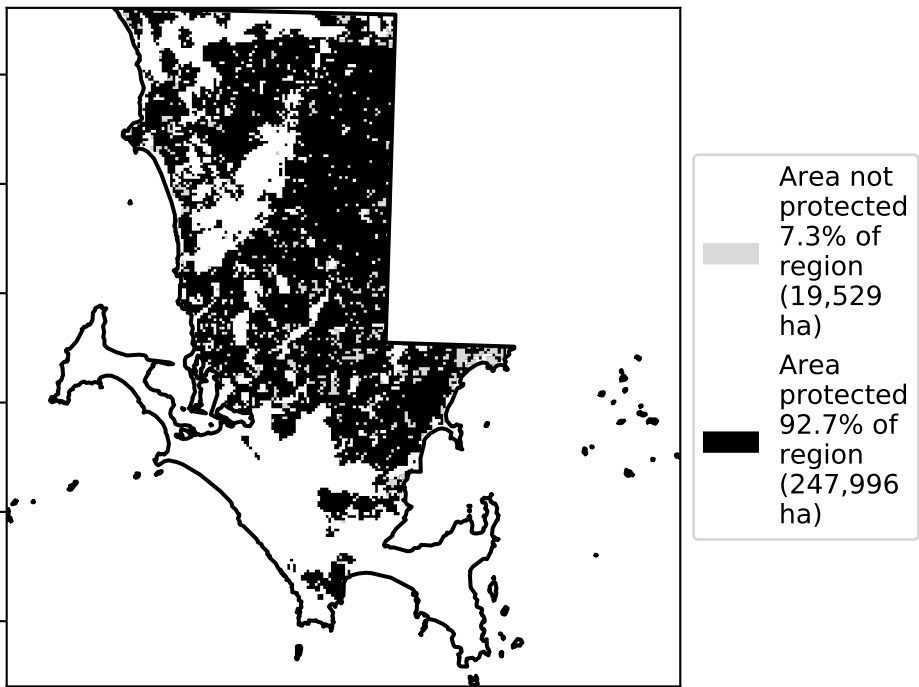 Area not
protected
7.3% of
region
(19,529
ha)
Area
protected
92.7% of
region
(247,996
ha)